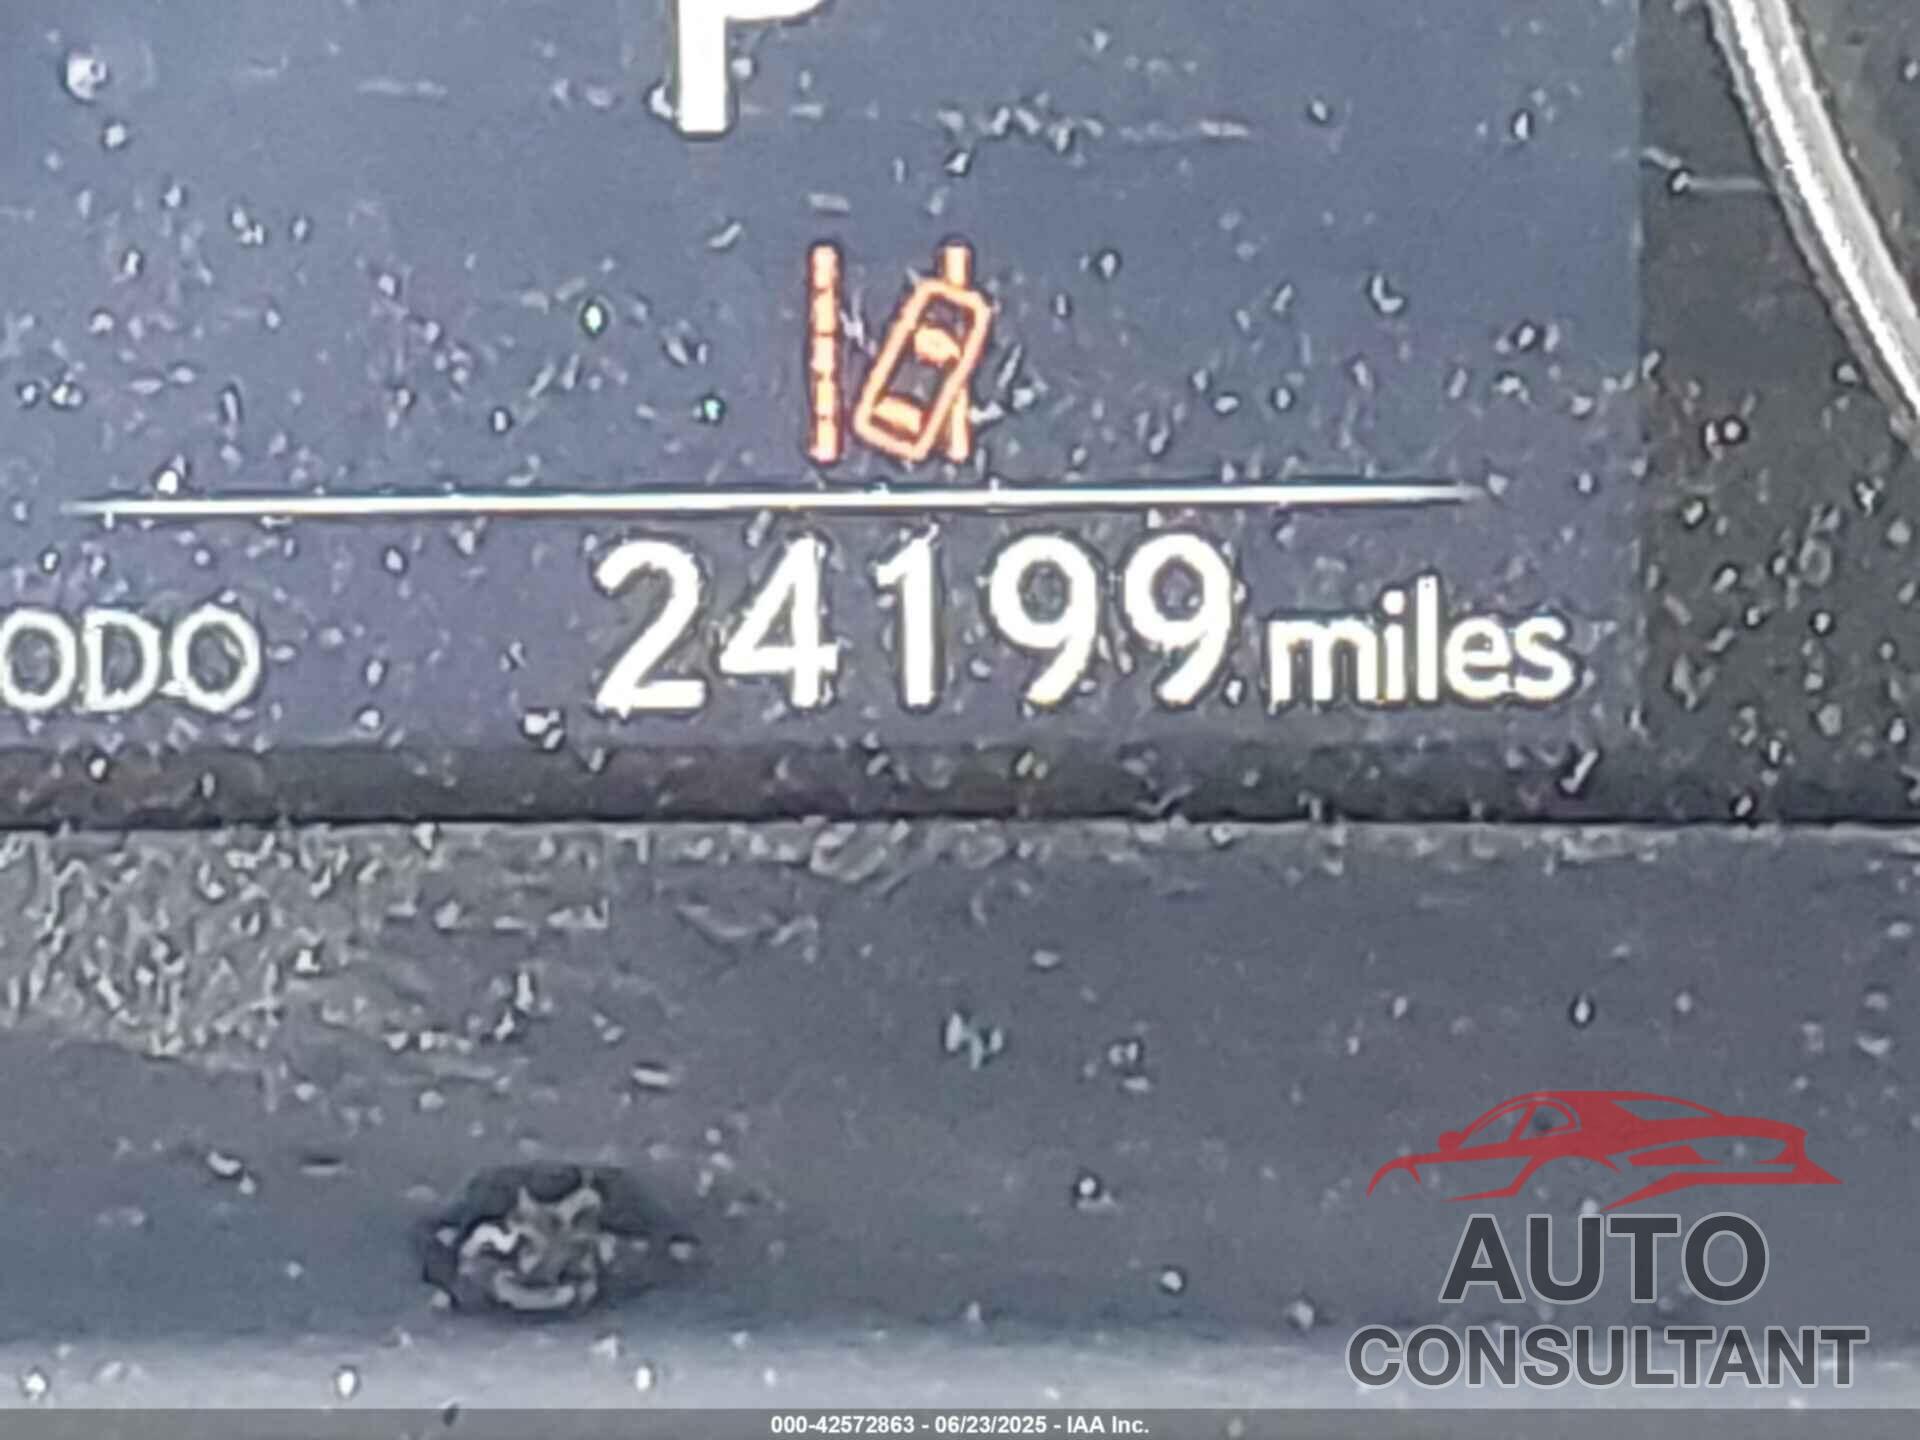 P
ODO 24199 miles
AUTO
CONSULTANT
000-42572863 - 06/23/2025 - IAA Inc.